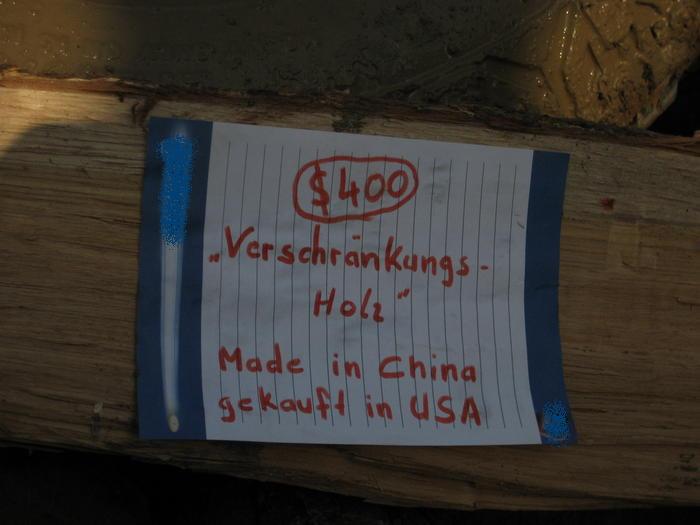 $400
„Verschränkungs-
Holz"
Made in China
gekauft in USA